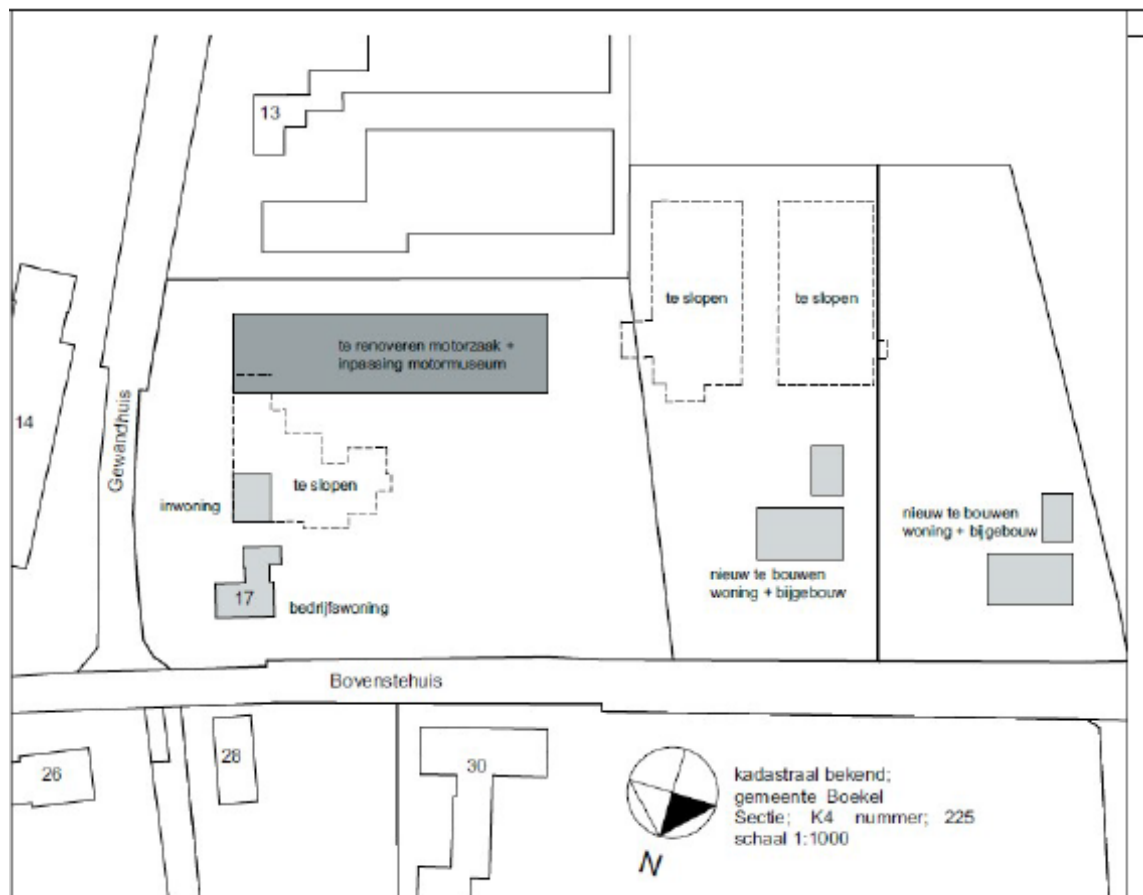 13
te slopen
te slopen
te renoveren motorzaak +
inpassing motormuseum
14
Gewandhuis
te slopen
inwoning
nieuw te bouwen
woning + bijgebouw
nieuw te bouwen
woning + bijgebouw
17
bedrijfswoning
Bovenstehuis
28
26
30
kadastraal bekend;
gemeente Boekel
Sectie; K4 nummer; 225
schaal 1:1000
N